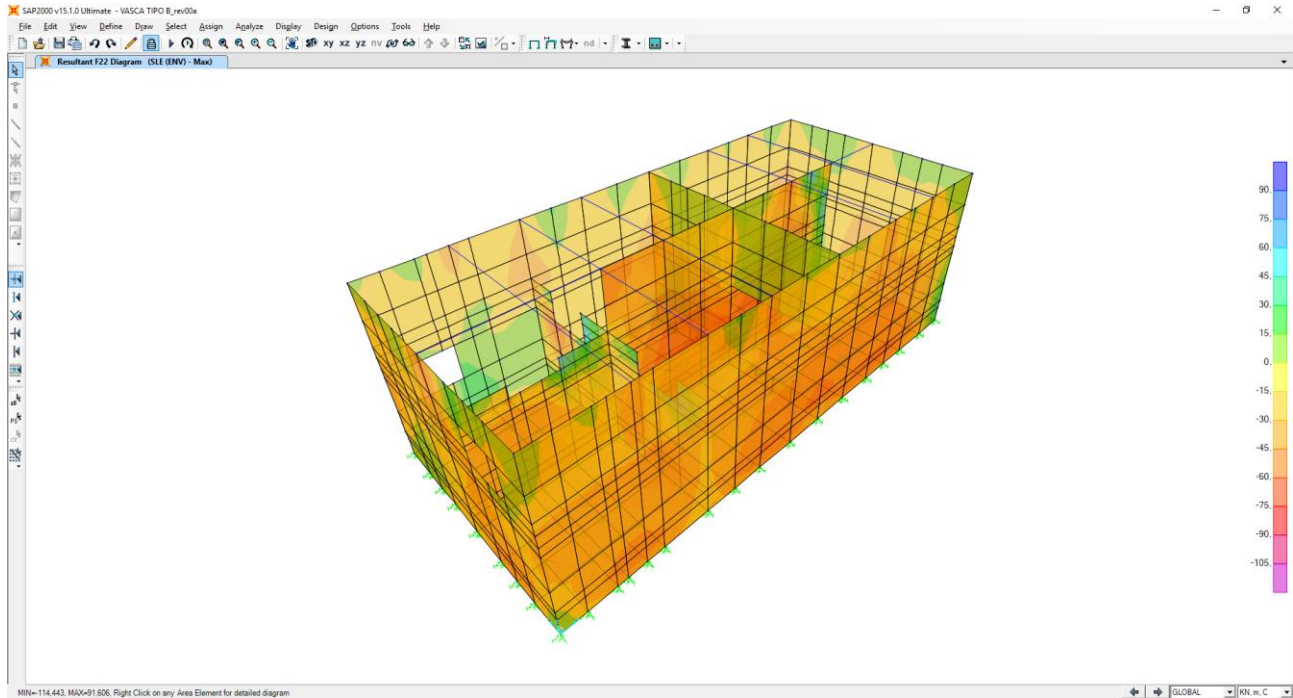 SAP2000 v15.1.0 Ultimate - VASCA TIPO B_rev00a
File Edit View Define Draw Select Assign Analyze Display Design Options Tools Help
xy xz yz nv nd
Resultant F22 Diagram (SLE (ENV) - Max)
90.
75.
60.
45.
30.
15.
0.
-15.
-30.
-45.
-60.
-75.
-90.
-105.
MIN=-114.443, MAX=91.606, Right Click on any Area Element for detailed diagram
GLOBAL
KN, m, C